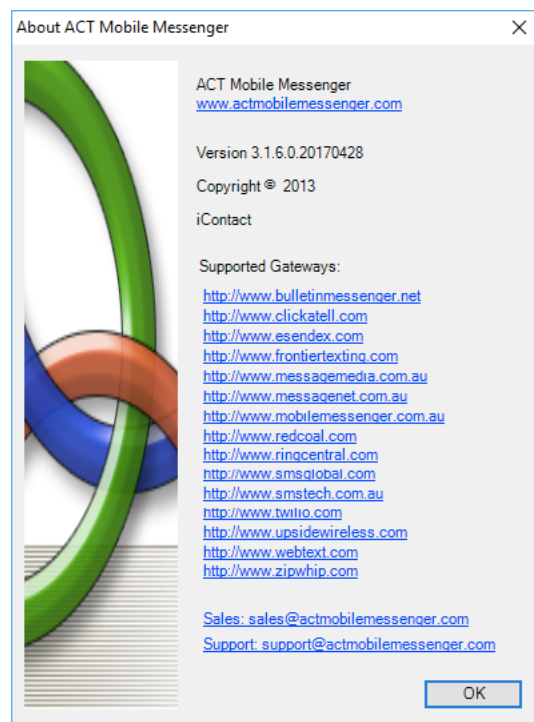 About ACT Mobile Messenger
ACT Mobile Messenger
www.actmobilemessenger.com
Version 3.1.6.0.20170428
Copyright © 2013
iContact
Supported Gateways:
http://www.bulletinmessenger.net
http://www.clickatell.com
http://www.esendex.com
http://www.frontiertexting.com
http://www.messagemedia.com.au
http://www.messagenet.com.au
http://www.mobilemessenger.com.au
http://www.redcoal.com
http://www.ringcentral.com
http://www.smsglobal.com
http://www.smstech.com.au
http://www.twilio.com
http://www.upsidewireless.com
http://www.webtext.com
http://www.zipwhip.com
Sales: sales@actmobilemessenger.com
Support: support@actmobilemessenger.com
OK